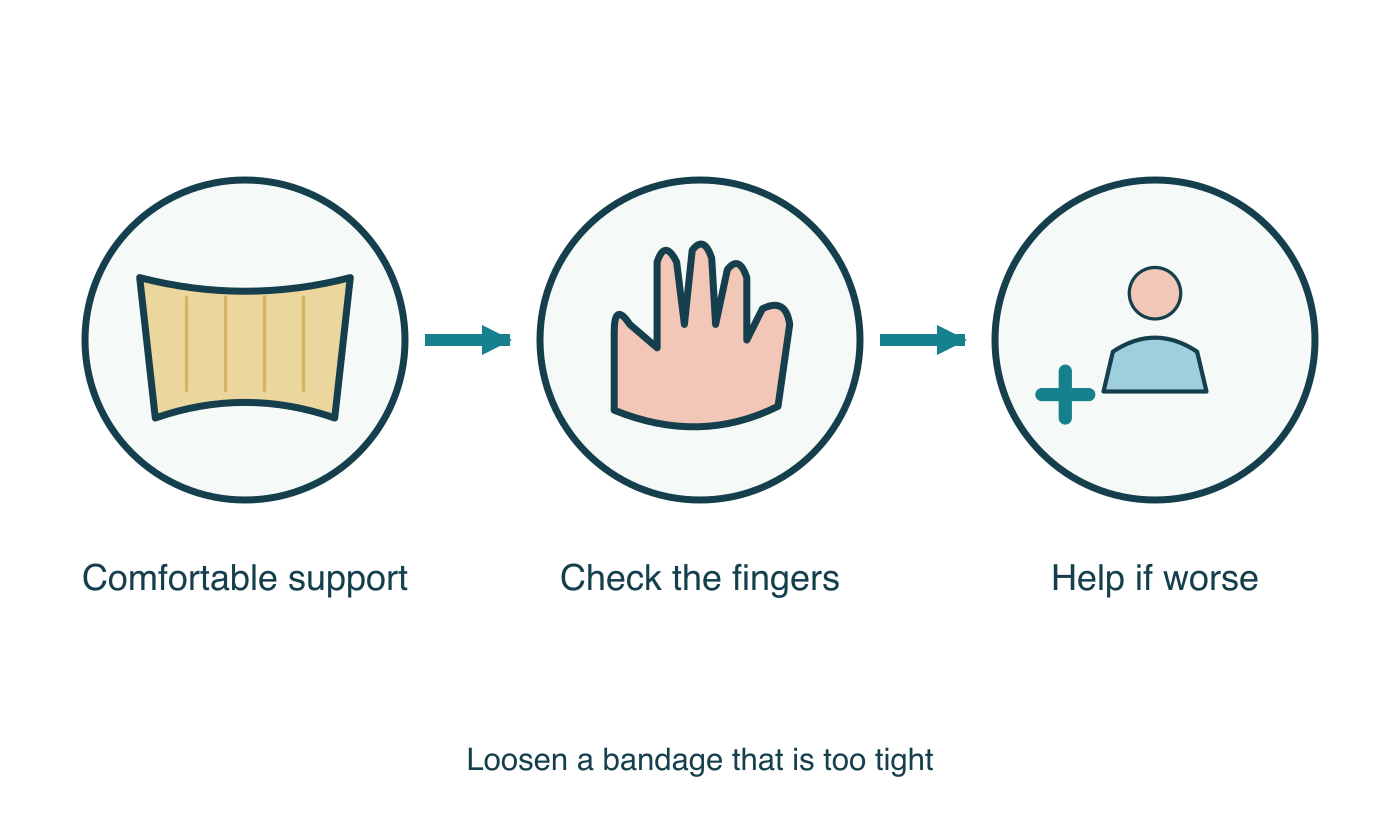 Comfortable support
Check the fingers
Help if worse
Loosen a bandage that is too tight